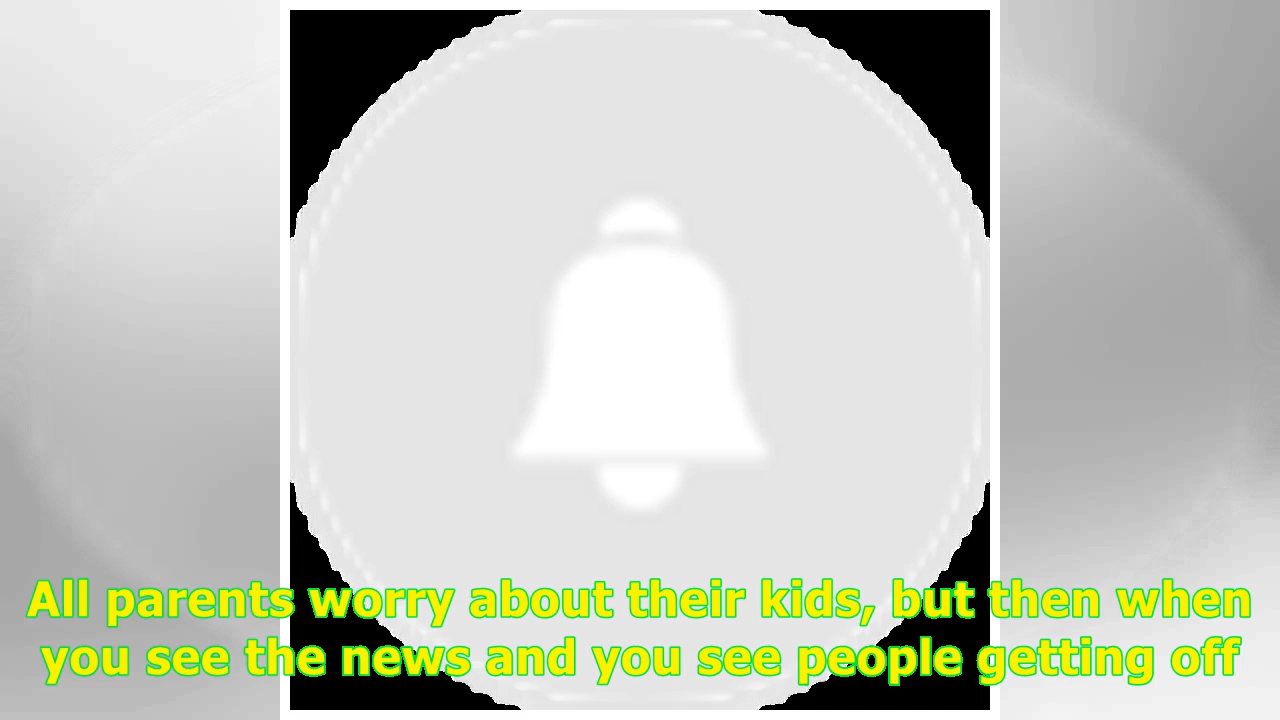 All parents worry about their kids, but then when
you see the news and you see people getting off